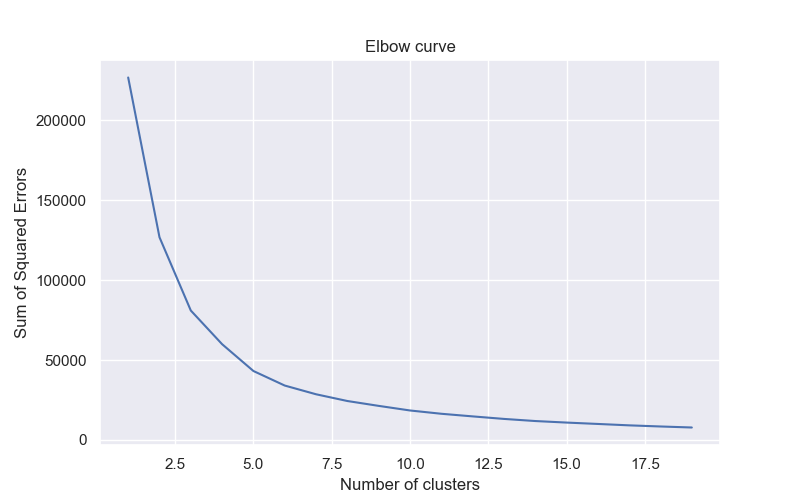 Elbow curve
Sum of Squared Errors
200000
150000
100000
50000
0
2.5 5.0 7.5 10.0 12.5 15.0 17.5
Number of clusters